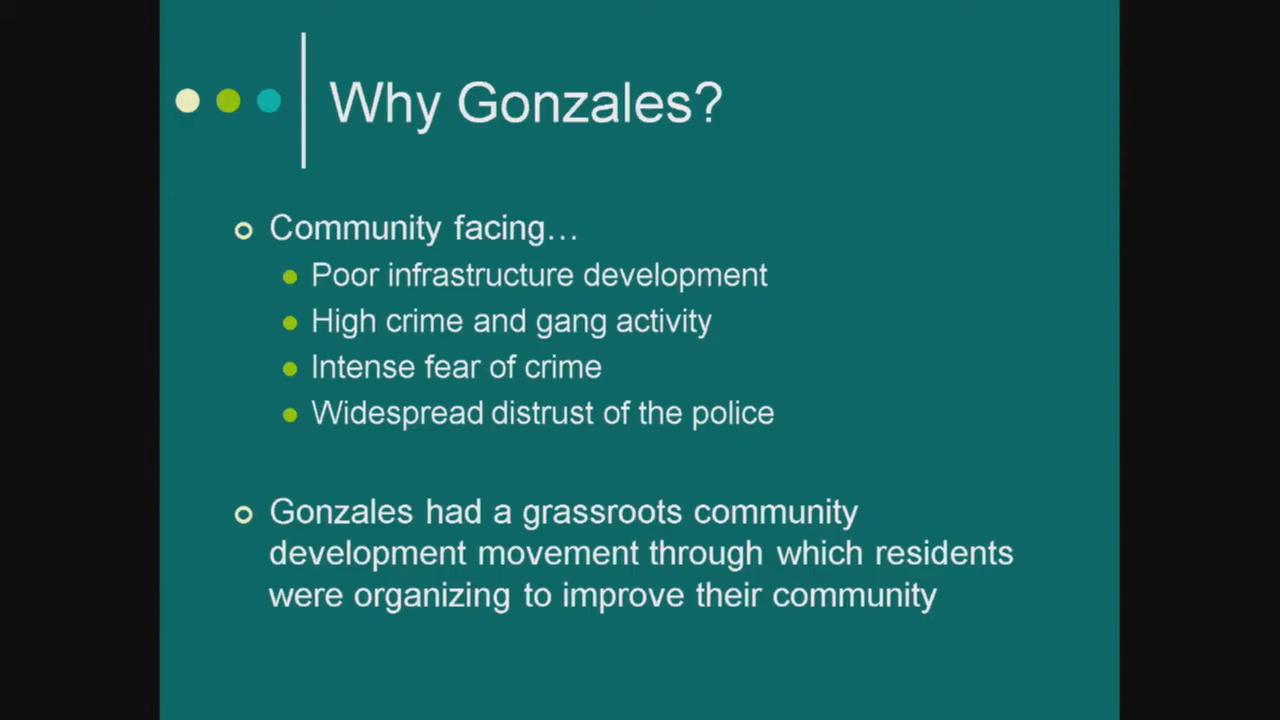 Why Gonzales?
Community facing…
Poor infrastructure development
High crime and gang activity
Intense fear of crime
Widespread distrust of the police
Gonzales had a grassroots community
development movement through which residents
were organizing to improve their community